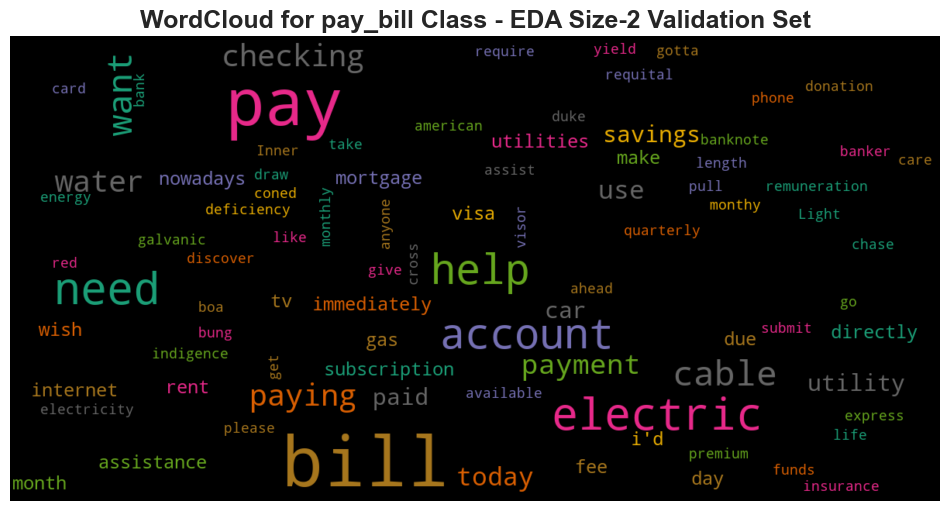 WordCloud for pay_bill Class - EDA Size-2 Validation Set
require
yield
gotta
checking
want
bank
card
requital
donation
pay
phone
american
duke
savings
utilities
banknote
Inner
take
make
banker
length
care
assist
water
nowadays
draw
mortgage
use
pull
remuneration
energy
coned
deficiency
monthly
anyone
visa
visor
monthy
Light
quarterly
galvanic
like
chase
red
discover
give
cross
help
need
boa
tv
immediately
ahead
car
go
wish
bung
gas
account
due
submit
directly
indigence
get
subscription
payment
cable
utility
internet
rent
electricity
paying
paid
available
electric
express
please
i'd
life
bill
premium
assistance
today
fee
day
funds
month
insurance